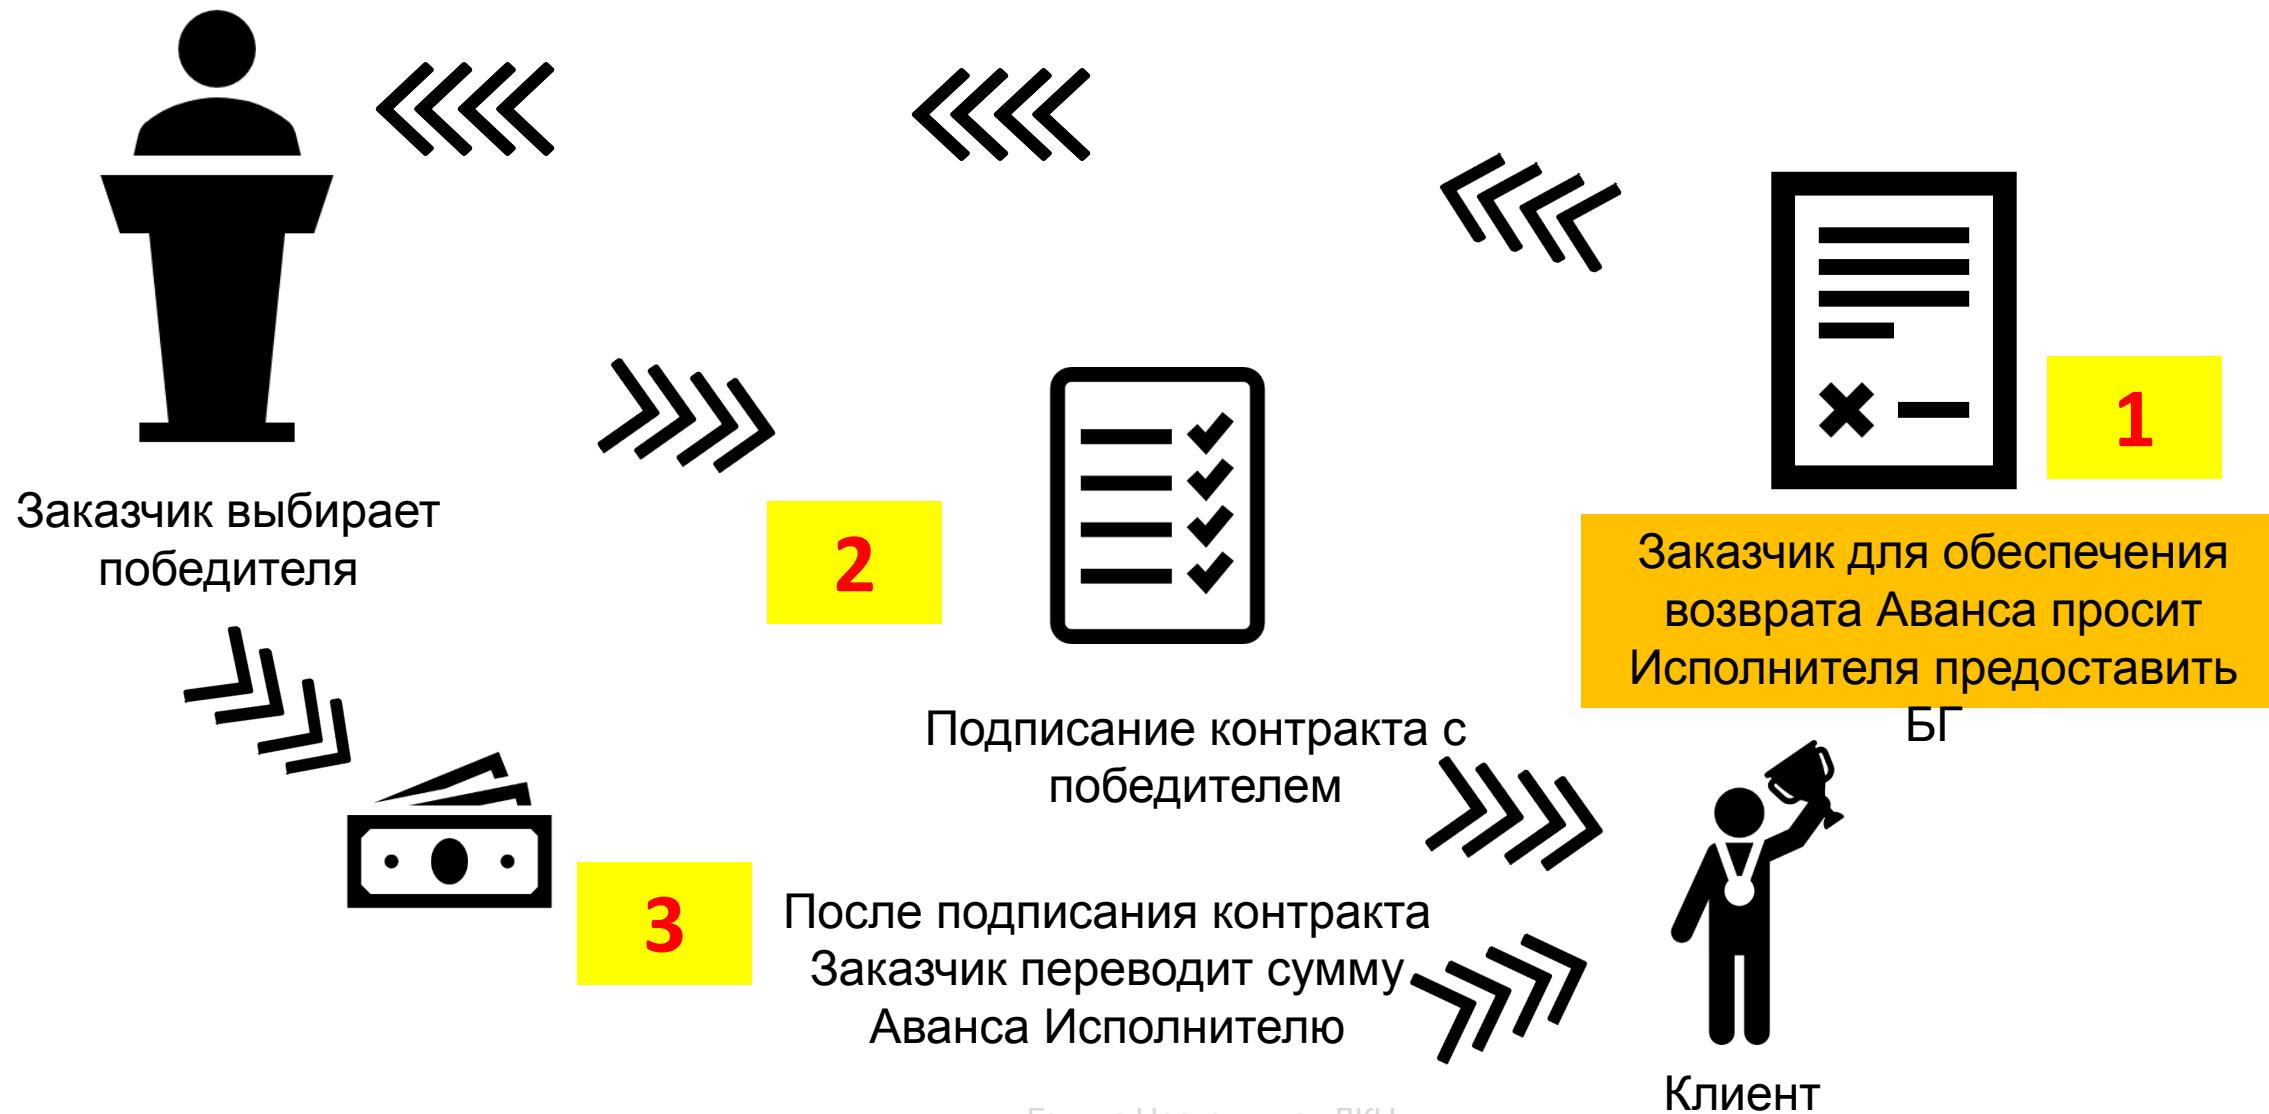 Заказчик выбирает
победителя
1
Заказчик для обеспечения
возврата Аванса просит
Исполнителя предоставить
БГ
2
Подписание контракта с
победителем
3
После подписания контракта
Заказчик переводит сумму
Аванса Исполнителю
Клиент